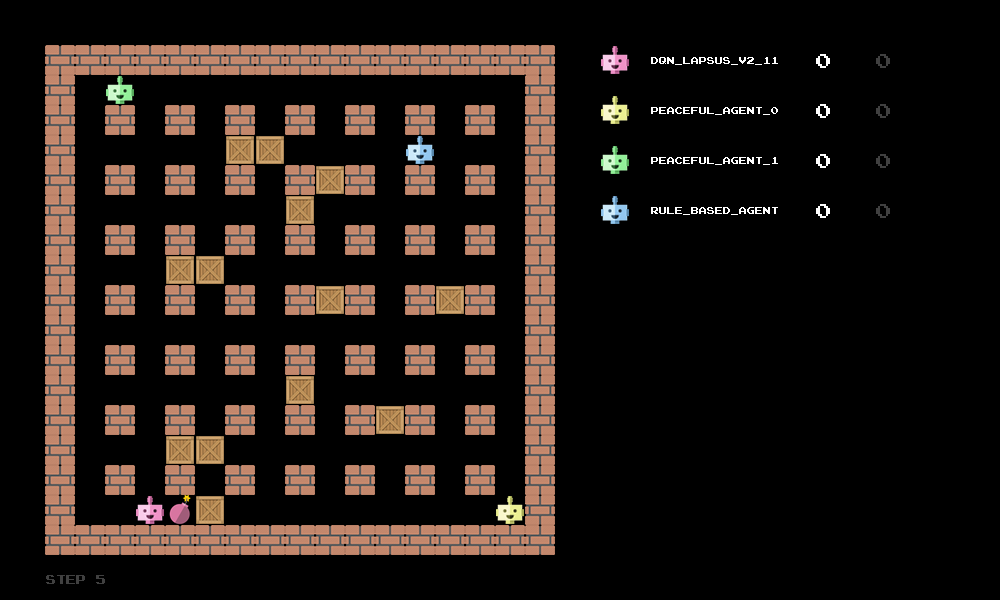 DQN_LAPSUS_V2_11 0 0
PEACEFUL_AGENT_0 0 0
PEACEFUL_AGENT_1 0 0
RULE_BASED_AGENT 0 0
STEP 5